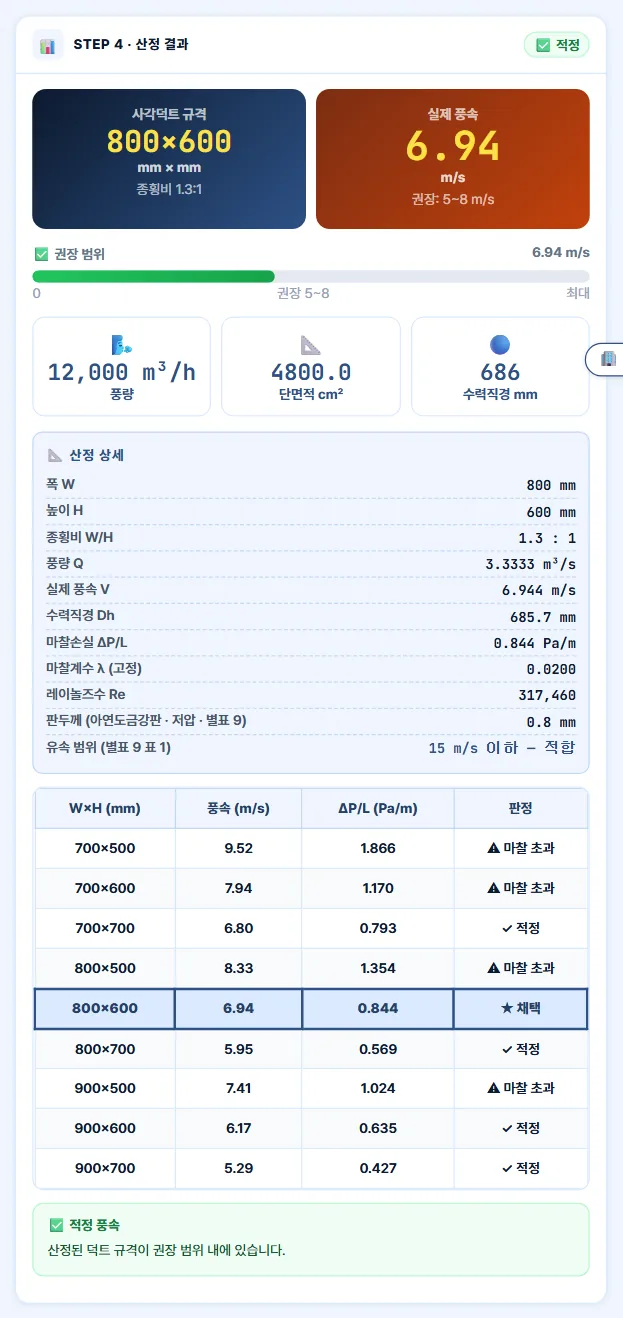 STEP 4 · 산정 결과
✅ 적정
사각덕트 규격
800×600
mm × mm
종횡비 1.3:1
실제 풍속
6.94
m/s
권장: 5~8 m/s
✅ 권장 범위
6.94 m/s
0
권장 5~8
최대
12,000 m³/h
풍량
4800.0
단면적 cm²
686
수력직경 mm
산정 상세
폭 W
800 mm
높이 H
600 mm
종횡비 W/H
1.3 : 1
풍량 Q
3.3333 m³/s
실제 풍속 V
6.944 m/s
수력직경 Dh
685.7 mm
마찰손실 ΔP/L
0.844 Pa/m
마찰계수 λ (고정)
0.0200
레이놀즈수 Re
317,460
판두께 (아연도금강판 · 저압 · 별표 9)
0.8 mm
유속 범위 (별표 9 표 1)
15 m/s 이하 — 적합
W×H (mm) 풍속 (m/s) ΔP/L (Pa/m) 판정
700×500 9.52 1.866 ⚠ 마찰 초과
700×600 7.94 1.170 ⚠ 마찰 초과
700×700 6.80 0.793 ✓ 적정
800×500 8.33 1.354 ⚠ 마찰 초과
800×600 6.94 0.844 ★ 채택
800×700 5.95 0.569 ✓ 적정
900×500 7.41 1.024 ⚠ 마찰 초과
900×600 6.17 0.635 ✓ 적정
900×700 5.29 0.427 ✓ 적정
✅ 적정 풍속
산정된 덕트 규격이 권장 범위 내에 있습니다.